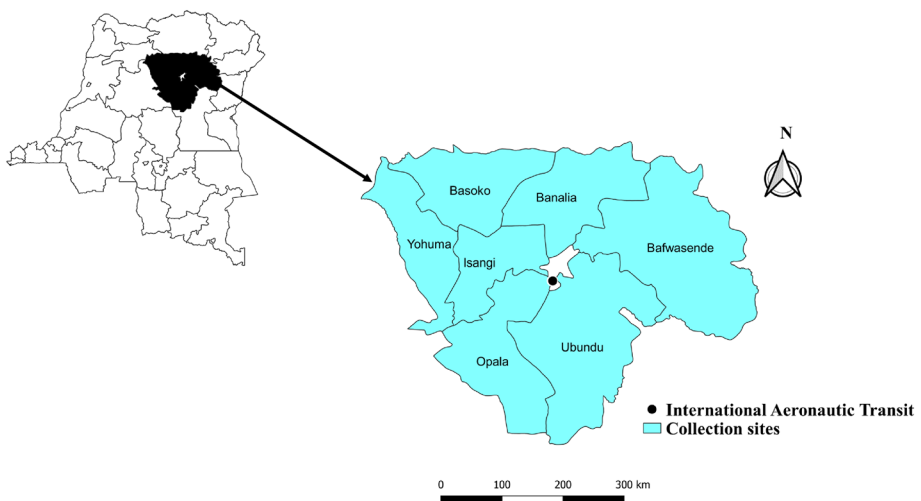 N
Basoko
Banalia
Yohuma
Bafwasende
Isangi
Ubundu
Opala
International Aeronautic Transit
Collection sites
0 100 200 300 km